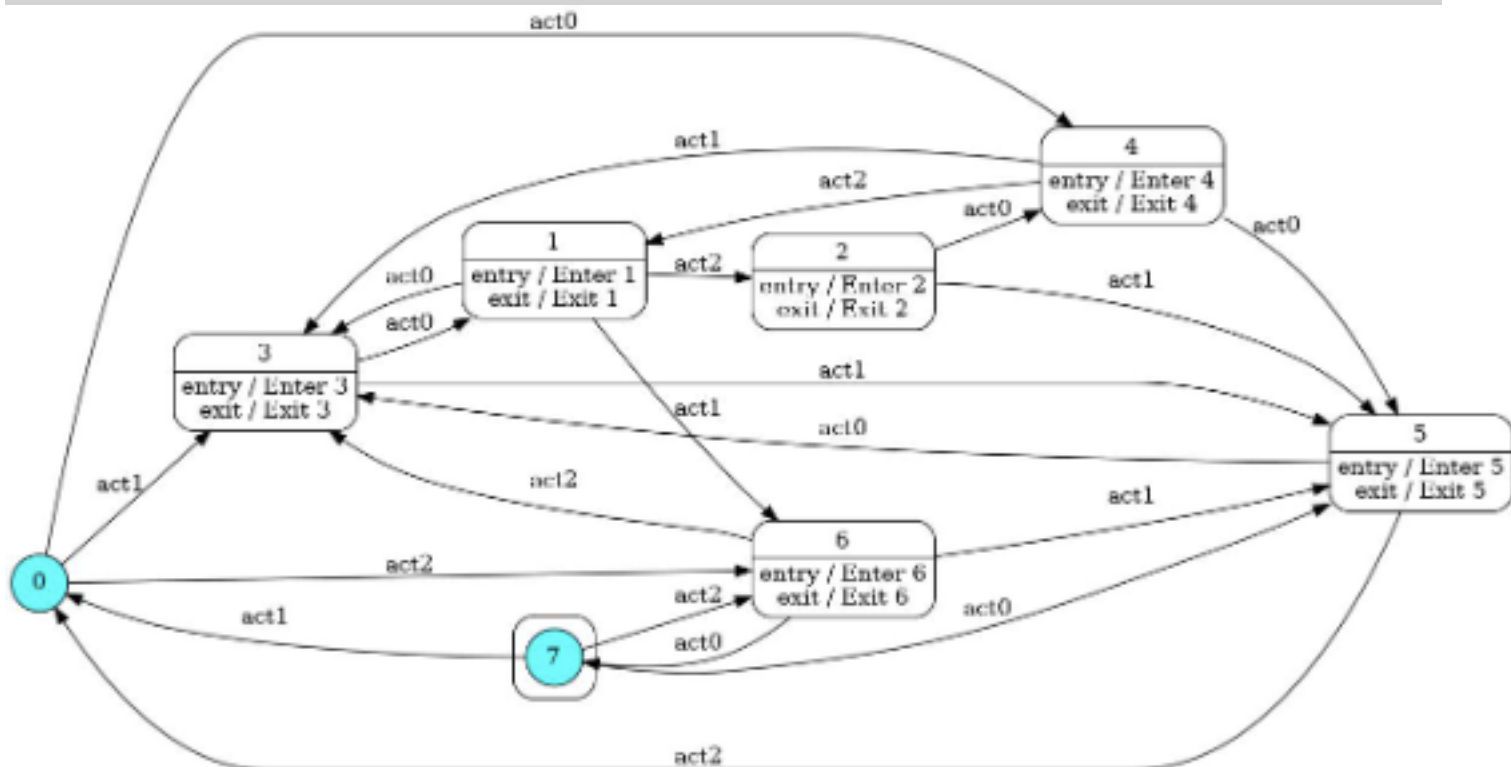 act0
4
entry / Enter 4
exit / Exit 4
act1
act2
act0
act0
1
entry / Enter 1
exit / Exit 1
act2
2
entry / Enter 2
exit / Exit 2
act1
act0
act0
3
entry / Enter 3
exit / Exit 3
act1
act1
act0
5
entry / Enter 5
exit / Exit 5
act1
act2
act1
6
entry / Enter 6
exit / Exit 6
0
act2
act2
act0
act1
act0
7
act2